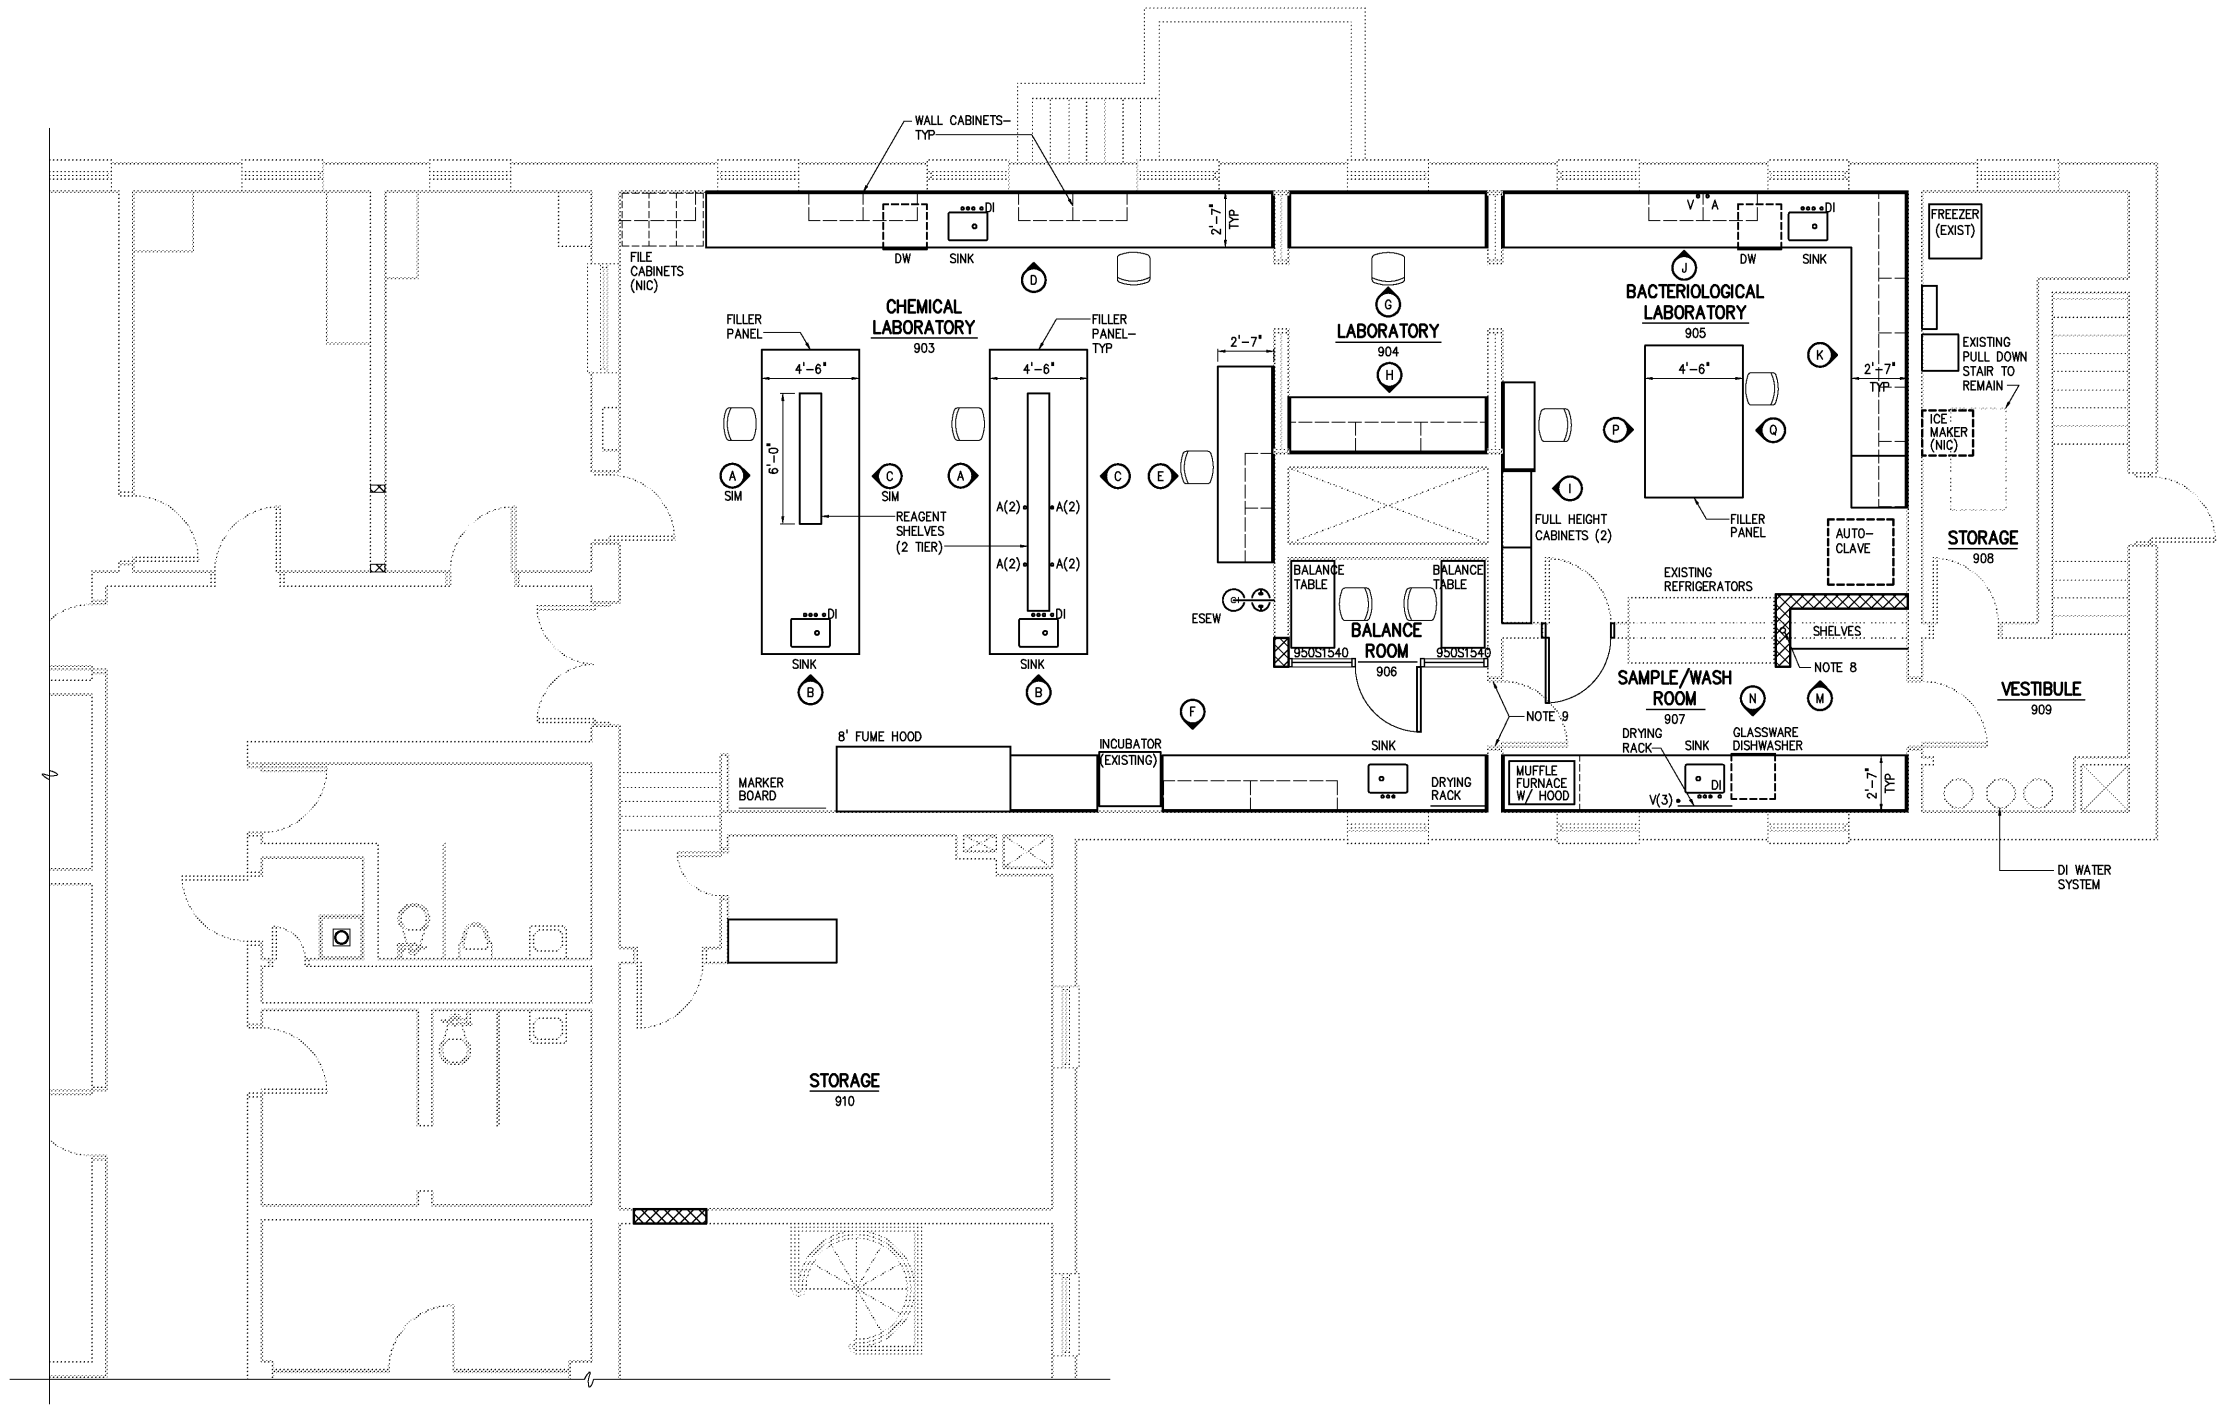 WALL CABINETS-
TYP
DI
2'-7"
TYP
V A
DI
FREEZER
(EXIST)
FILE
CABINETS
(NIC)
DW
SINK
D
DW
SINK
J
G
CHEMICAL
LABORATORY
903
BACTERIOLOGICAL
LABORATORY
905
FILLER
PANEL
FILLER
PANEL-
TYP
LABORATORY
904
EXISTING
PULL DOWN
STAIR TO
REMAIN
2'-7"
K
H
4'-6"
4'-6"
4'-6"
2'-7"
TYP
6'-0"
P
Q
ICE
MAKER
(NIC)
A
SIM
C
SIM
A
C
E
I
A(2)
A(2)
REAGENT
SHELVES
(2 TIER)
FULL HEIGHT
CABINETS (2)
FILLER
PANEL
AUTO-
CLAVE
STORAGE
908
A(2)
A(2)
BALANCE
TABLE
BALANCE
TABLE
EXISTING
REFRIGERATORS
DI
DI
ESEW
BALANCE
ROOM
906
950S1540
950S1540
SHELVES
SINK
SINK
NOTE 8
B
B
SAMPLE/WASH
ROOM
907
N
M
VESTIBULE
909
F
NOTE 9
8' FUME HOOD
INCUBATOR
(EXISTING)
SINK
DRYING
RACK
SINK
GLASSWARE
DISHWASHER
MARKER
BOARD
DRYING
RACK
MUFFLE
FURNACE
W/ HOOD
DI
V(3)
2'-7"
TYP
DI WATER
SYSTEM
STORAGE
910